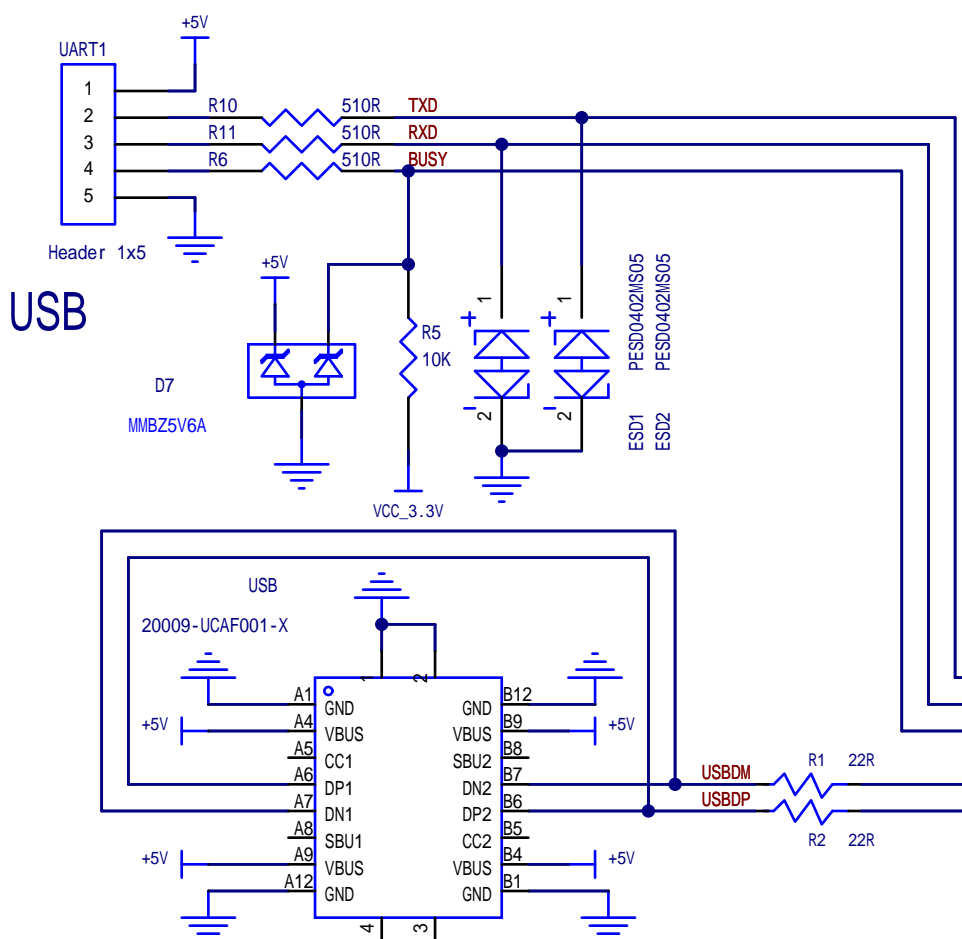 +5V
UART1
1
2 R10 510R TXD
3 R11 510R RXD
4 R6 510R BUSY
5
Header 1x5
USB
+5V
D7
MMBZ5V6A
R5
10K
VCC_3.3V
+ 1
- 2
+ 1
- 2
ESD1 PESD0402MS05
ESD2 PESD0402MS05
USB
20009-UCAF001-X
1 2
A1 GND GND B12
+5V A4 VBUS VBUS B9 +5V
A5 CC1 SBU2 B8
A6 DP1 DN2 B7 USBDM R1 22R
A7 DN1 DP2 B6 USBDP R2 22R
A8 SBU1 CC2 B5
+5V A9 VBUS VBUS B4 +5V
A12 GND GND B1
4 3